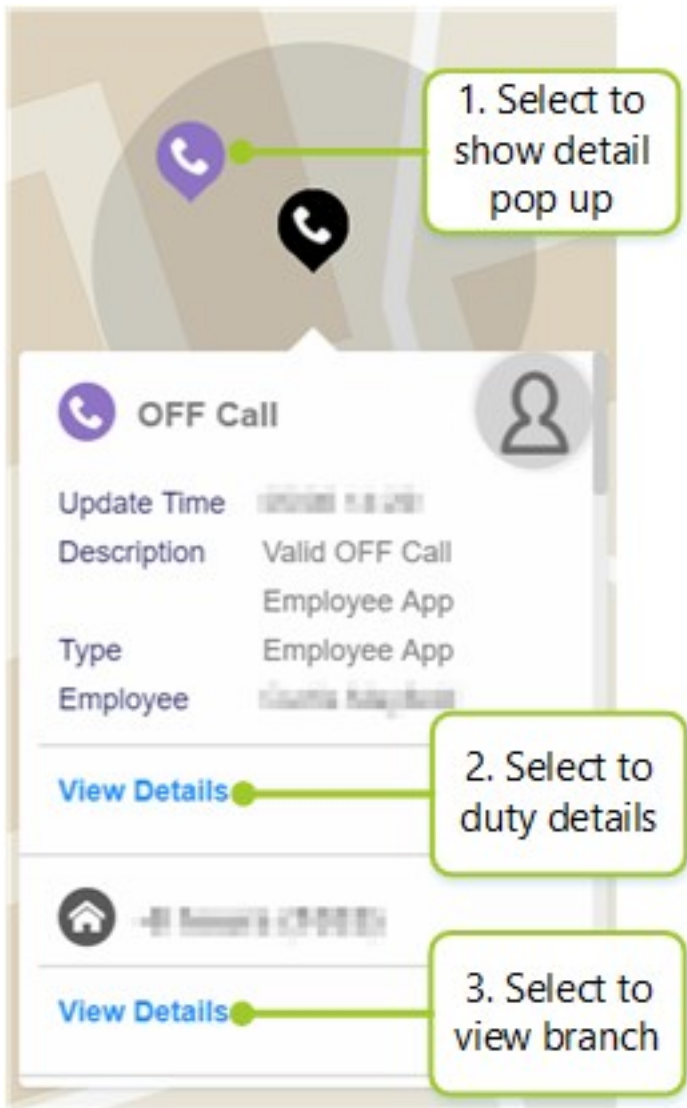 1. Select to
show detail
pop up
OFF Call
Update Time
Description Valid OFF Call
Employee App
Type Employee App
Employee
View Details
2. Select to
duty details
View Details
3. Select to
view branch